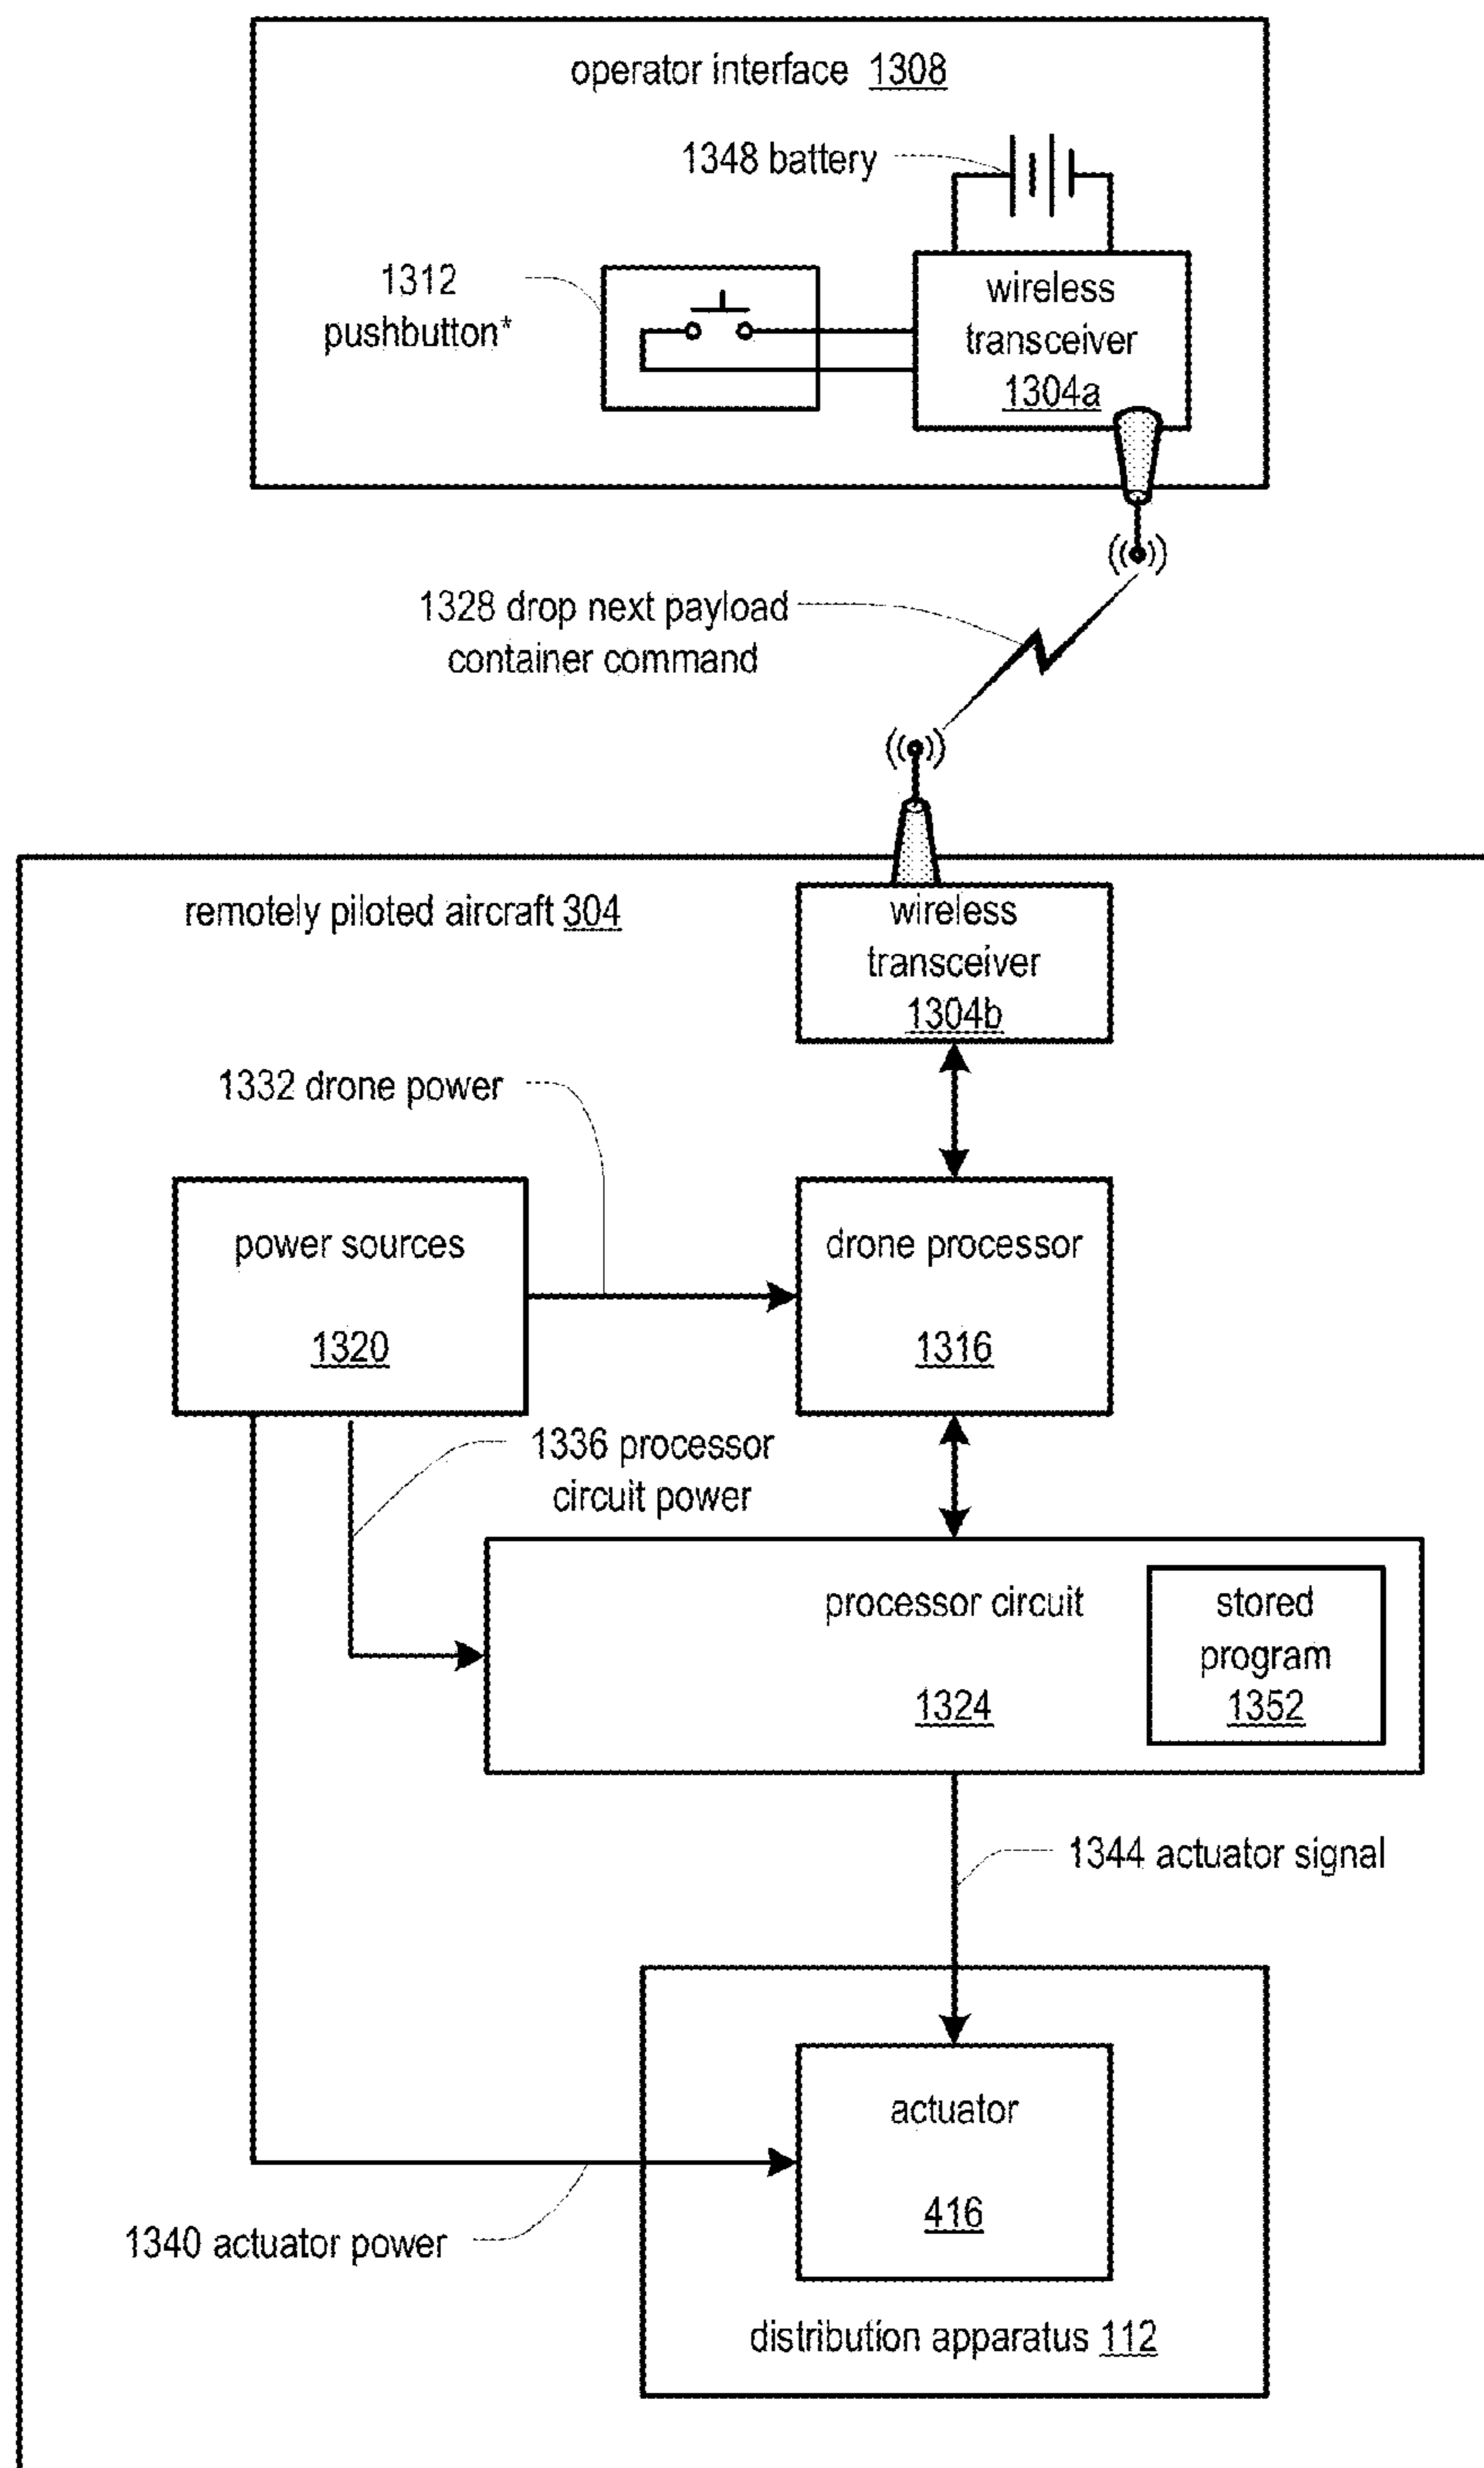 operator interface 1308
1348 battery
1312
pushbutton*
wireless
transceiver
1304a
1328 drop next payload
container command
remotely piloted aircraft 304
wireless
transceiver
1304b
1332 drone power
power sources
1320
drone processor
1316
1336 processor
circuit power
processor circuit
1324
stored
program
1352
1344 actuator signal
actuator
416
1340 actuator power
distribution apparatus 112